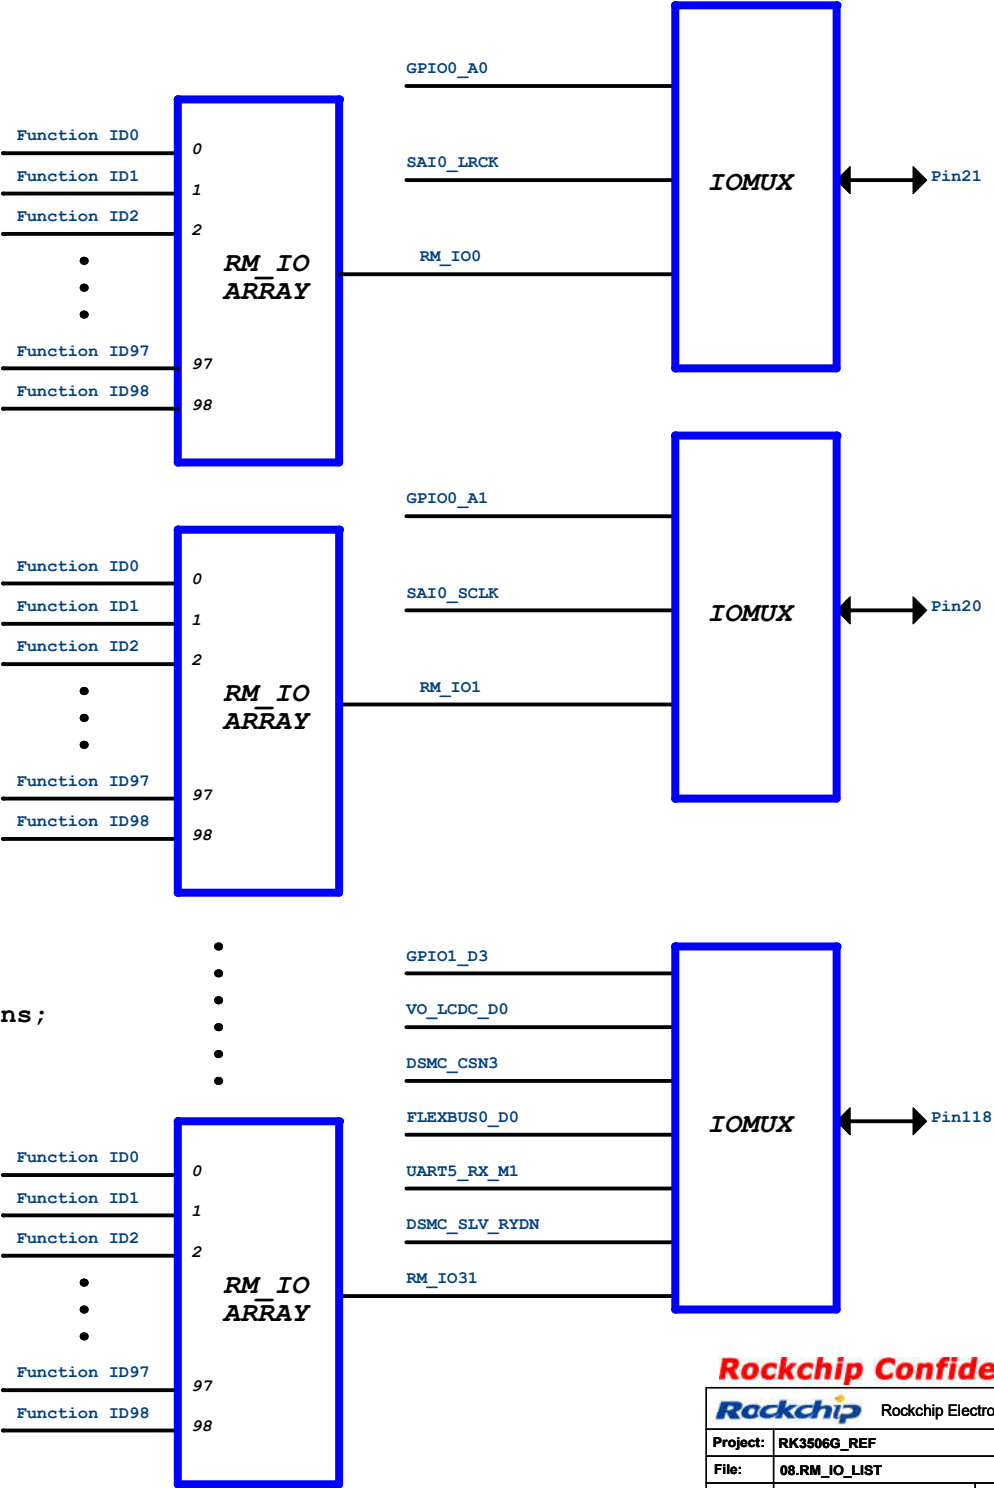 GPIO0_A0
Function ID0
0
SAI0_LRCK
Function ID1
1
IOMUX
Pin21
Function ID2
2
RM_IO
ARRAY
RM_IO0
Function ID97
97
Function ID98
98
GPIO0_A1
Function ID0
0
SAI0_SCLK
Function ID1
1
IOMUX
Pin20
Function ID2
2
RM_IO
ARRAY
RM_IO1
Function ID97
97
Function ID98
98
ns;
GPIO1_D3
VO_LCDC_D0
DSMC_CSN3
FLEXBUS0_D0
IOMUX
Pin118
UART5_RX_M1
DSMC_SLV_RYDN
RM_IO31
Function ID0
0
Function ID1
1
Function ID2
2
RM_IO
ARRAY
Function ID97
97
Function ID98
98
Rockchip Confide
Rockchip Rockchip Electro
Project: RK3506G_REF
File: 08.RM_IO_LIST